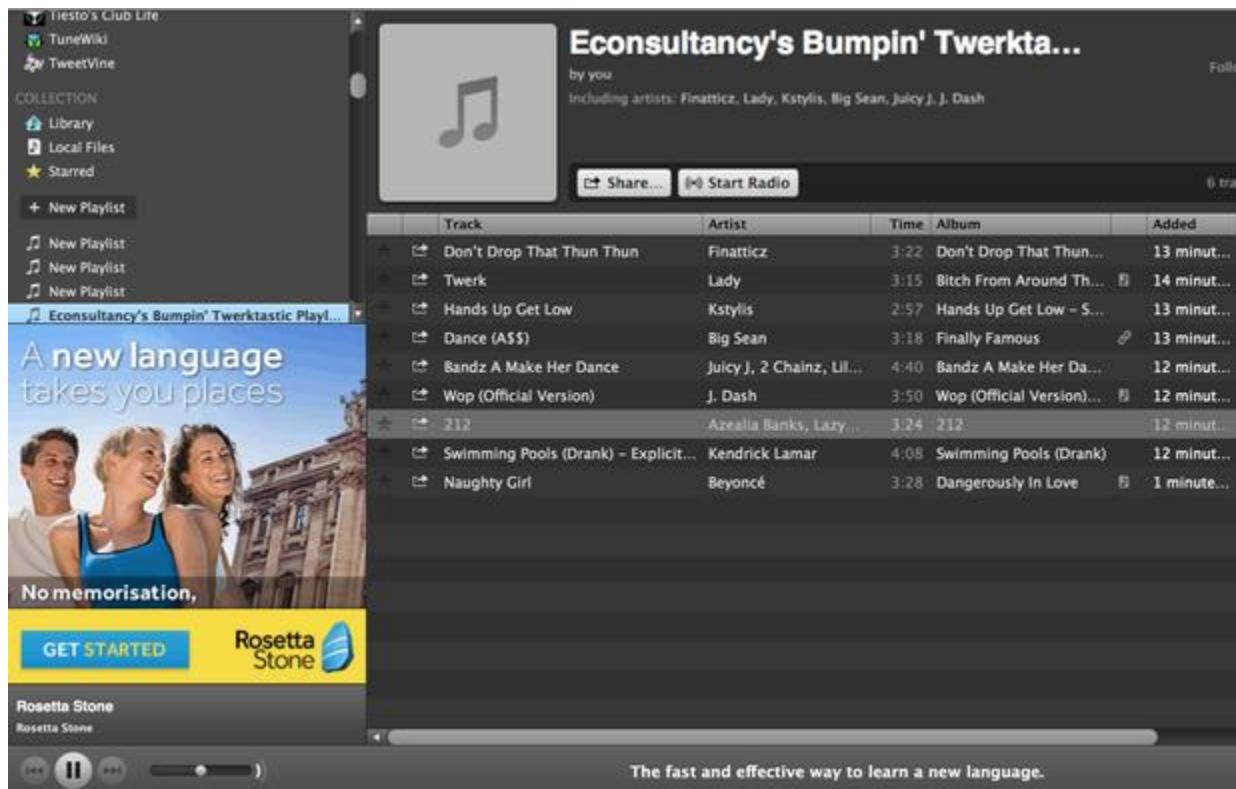 Tiesto's Club Life
TuneWiki
TweetVine
COLLECTION
Library
Local Files
Starred
+ New Playlist
New Playlist
New Playlist
New Playlist
Econsultancy's Bumpin' Twerktastic Playl...
A new language
takes you places
No memorisation,
GET STARTED
Rosetta
Stone
Rosetta Stone
Rosetta Stone
Econsultancy's Bumpin' Twerkta...
by you
Including artists: Finatticz, Lady, Kstylis, Big Sean, Juicy J, J. Dash
Share... Start Radio
6
Track Artist Time Album Added
Don't Drop That Thun Thun Finatticz 3:22 Don't Drop That Thun... 13 minut...
Twerk Lady 3:15 Bitch From Around Th... 14 minut...
Hands Up Get Low Kstylis 2:57 Hands Up Get Low – S... 13 minut...
Dance (A$$) Big Sean 3:18 Finally Famous 13 minut...
Bandz A Make Her Dance Juicy J, 2 Chainz, Lil... 4:40 Bandz A Make Her Da... 12 minut...
Wop (Official Version) J. Dash 3:50 Wop (Official Version)... 12 minut...
212 Azealia Banks, Lazy... 3:24 212 12 minut...
Swimming Pools (Drank) – Explicit... Kendrick Lamar 4:08 Swimming Pools (Drank) 12 minut...
Naughty Girl Beyoncé 3:28 Dangerously In Love 1 minute...
The fast and effective way to learn a new language.